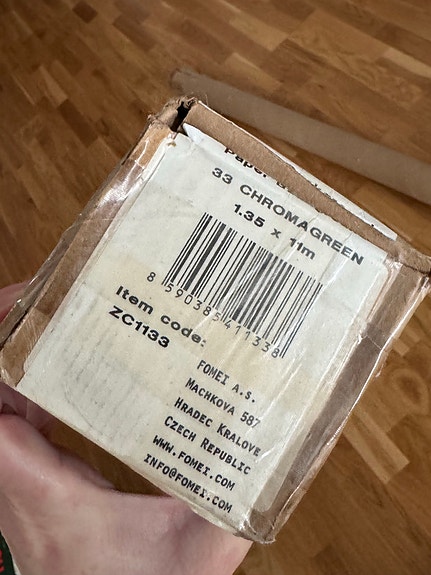 33 CHROMAGREEN
1.35 x 11m
8 590385 411338
Item code:
ZC1133
FOMEI A.S.
MACHKOVA 587
HRADEC KRALOVE
CZECH REPUBLIC
WWW.FOMEI.COM
INFO@FOMEI.COM